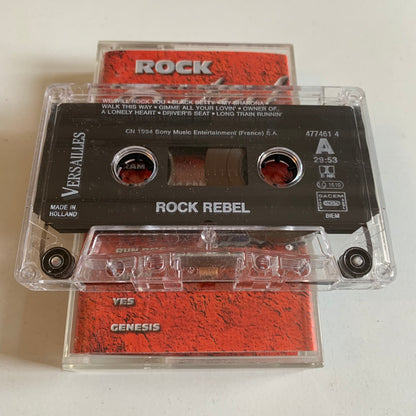 ROCK
WE WILL ROCK YOU • BLACK BETTY • MY SHARONA •
WALK THIS WAY • GIMME ALL YOUR LOVIN' • OWNER OF
A LONELY HEART • DRIVER'S SEAT • LONG TRAIN RUNNIN'
CN 1994 Sony Music Entertainment (France) S.A.
477461 4
A
29:53
NR
SACEM
BIEM
VERSAILLES
MADE IN
HOLLAND
ROCK REBEL
YES
GENESIS